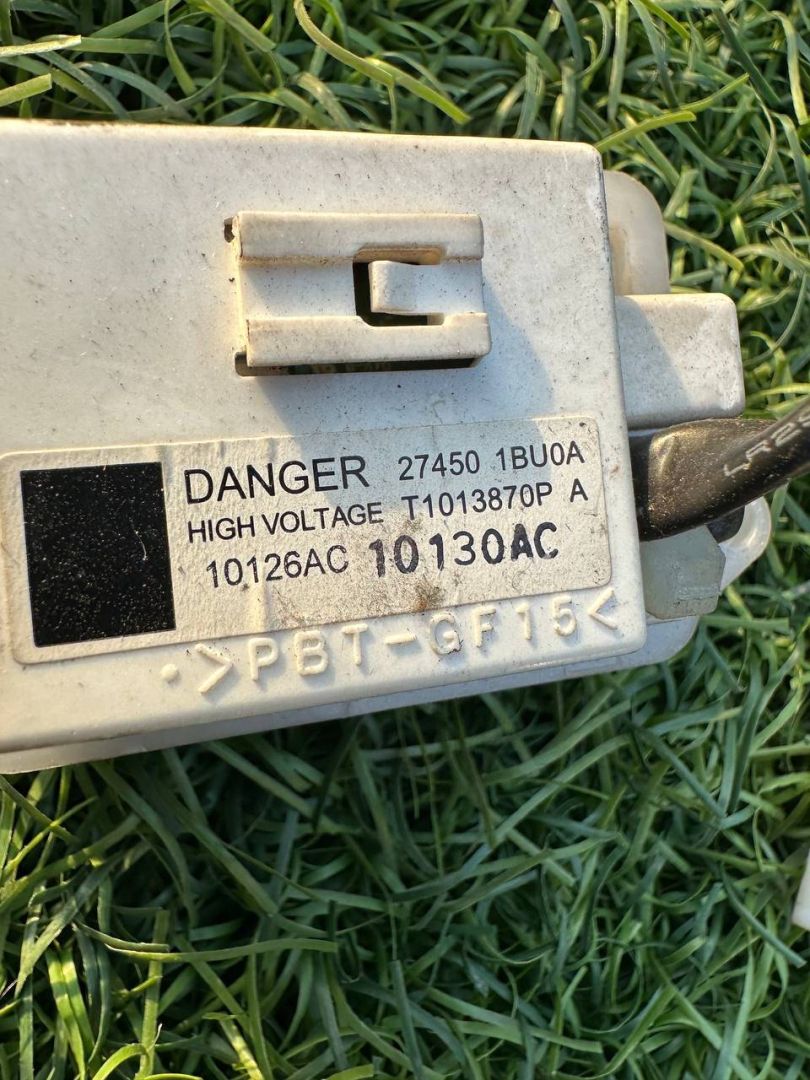 DANGER 27450 1BU0A
HIGH VOLTAGE T1013870P A
10126AC 10130AC
>PBT-GF15<